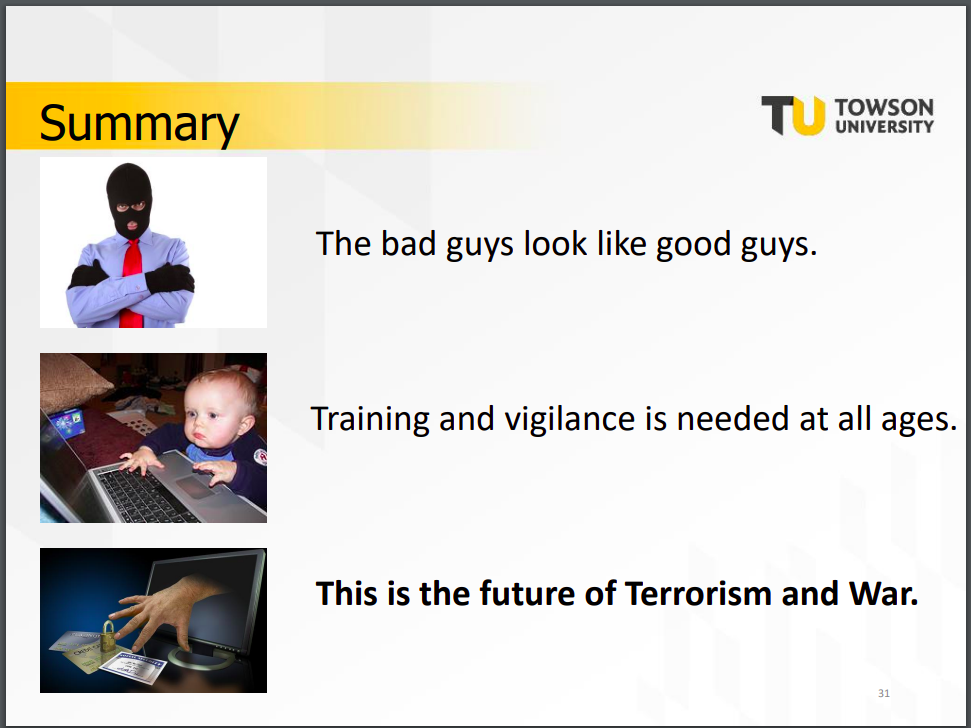 Summary
TU TOWSON
UNIVERSITY
The bad guys look like good guys.
Training and vigilance is needed at all ages.
This is the future of Terrorism and War.
31